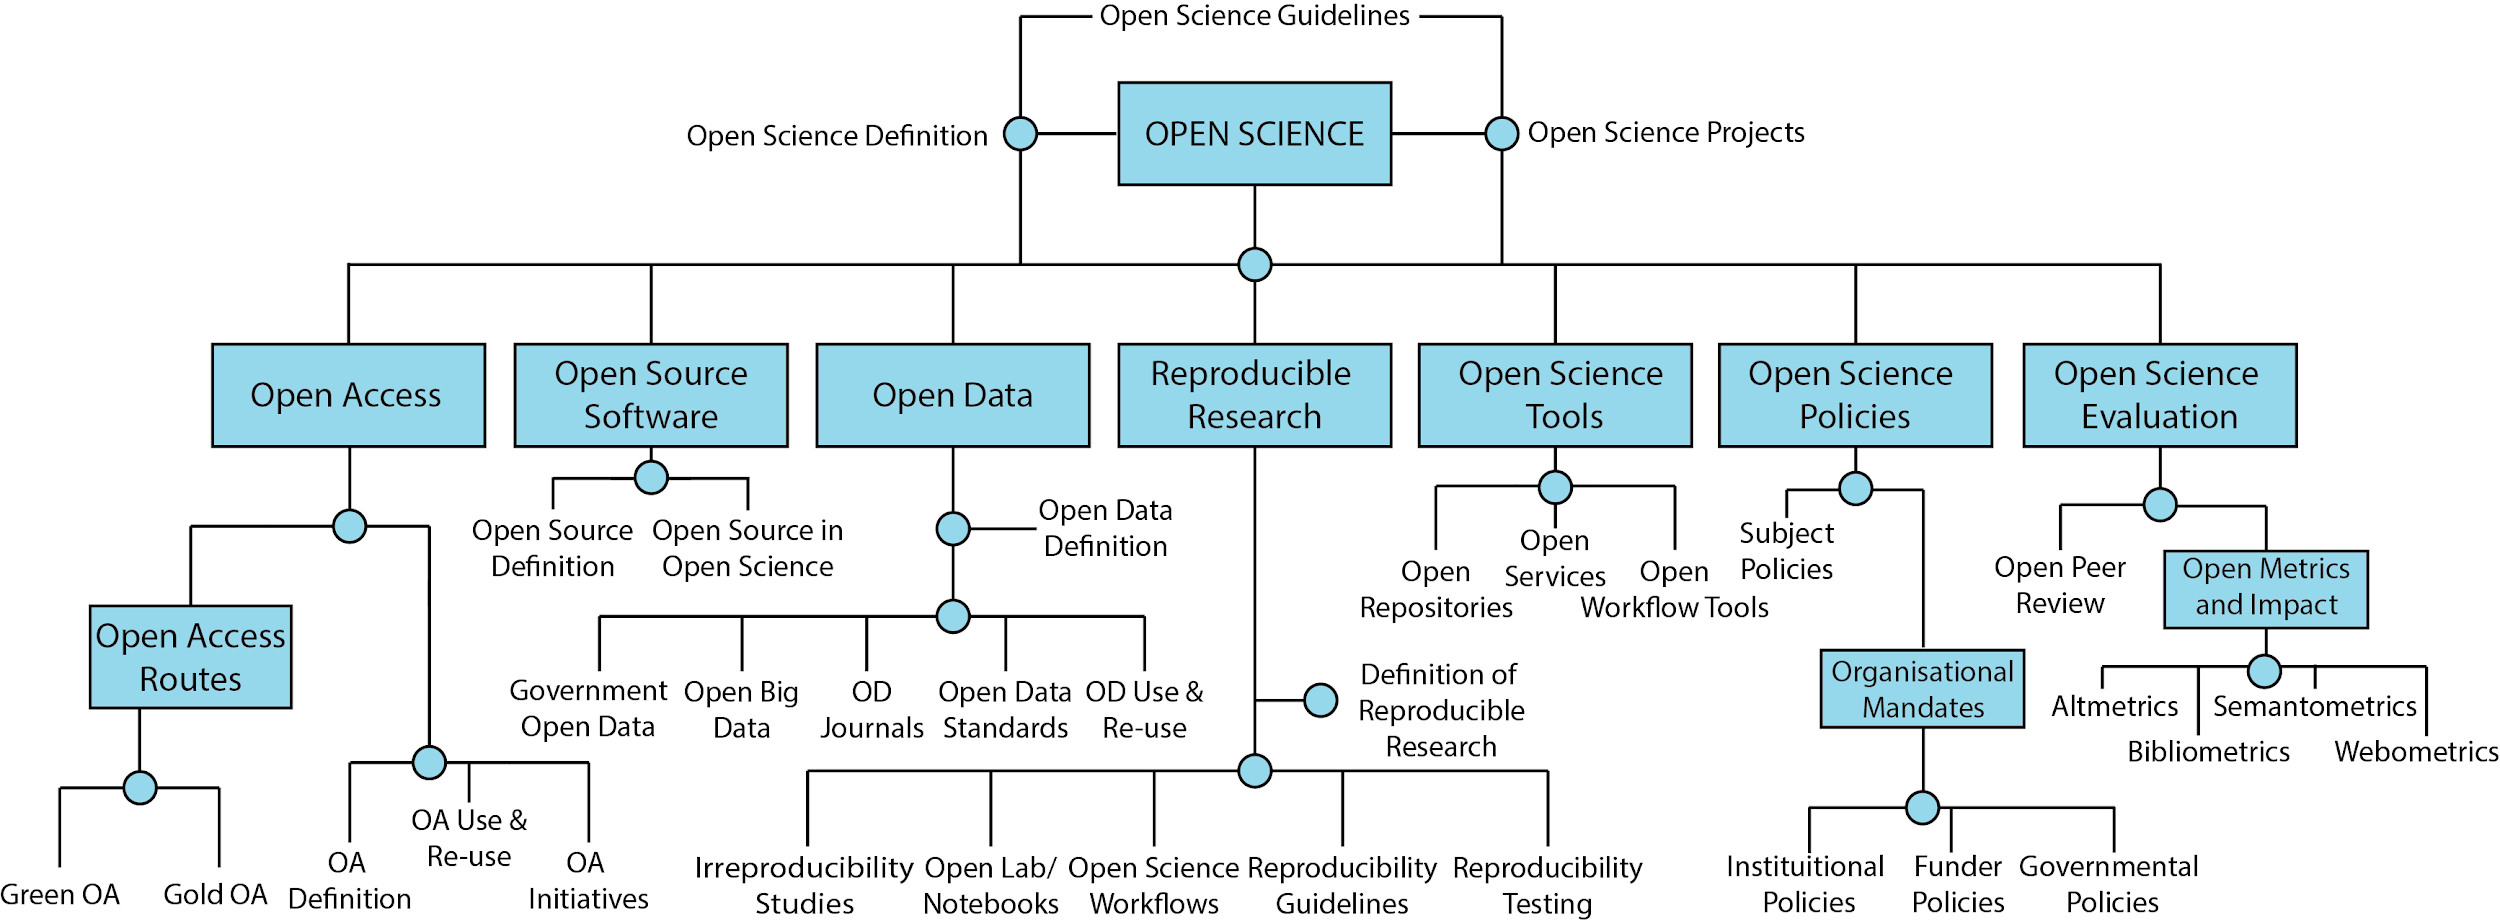 Open Science Guidelines
Open Science Definition
OPEN SCIENCE
Open Science Projects
Open Access
Open Source
Software
Open Data
Reproducible
Research
Open Science
Tools
Open Science
Policies
Open Science
Evaluation
Open Source
Definition
Open Source in
Open Science
Open Data
Definition
Open
Repositories
Open
Services
Open
Workflow Tools
Subject
Policies
Open Peer
Review
Open Metrics
and Impact
Open Access
Routes
Government
Open Data
Open Big
Data
OD
Journals
Open Data
Standards
OD Use &
Re-use
Definition of
Reproducible
Research
Organisational
Mandates
Altmetrics
Bibliometrics
Semantometrics
Webometrics
Green OA
Gold OA
OA
Definition
OA Use &
Re-use
OA
Initiatives
Irreproducibility
Studies
Open Lab/
Notebooks
Open Science
Workflows
Reproducibility
Guidelines
Reproducibility
Testing
Instituitional
Policies
Funder
Policies
Governmental
Policies